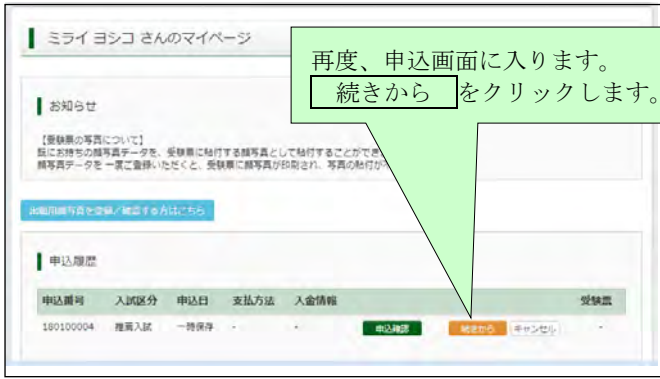 ミライ ヨシコ さんのマイページ
再度、申込画面に入ります。
続きから をクリックします。
お知らせ
【受験票の写真について】
既にお持ちの顔写真データを、受験票に貼付する顔写真として貼付することができ
顔写真データを一度ご登録いただくと、受験票に顔写真が印刷され、写真の貼付が
出願用顔写真を登録/確認する方はこちら
申込履歴
申込番号 入試区分 申込日 支払方法 入金情報 受験票
180100004 推薦入試 一時保存 - - 申込確認 続きから キャンセル -